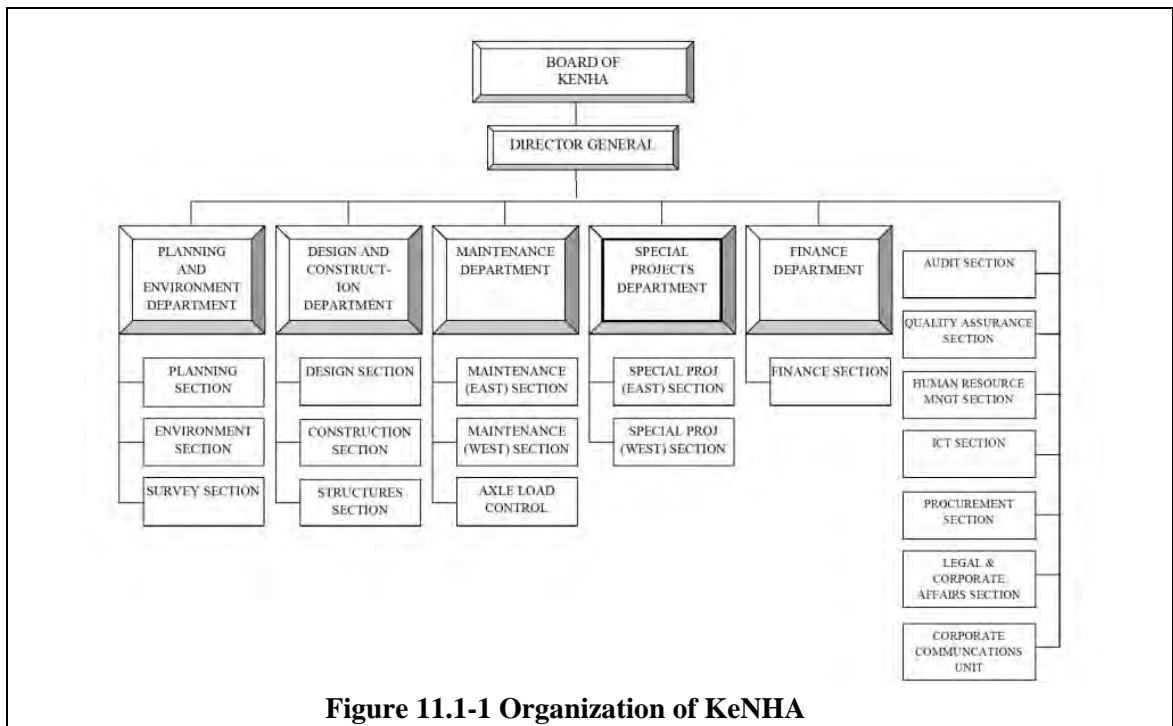 BOARD OF
KENHA
DIRECTOR GENERAL
PLANNING
AND
ENVIRONMENT
DEPARTMENT
PLANNING
SECTION
ENVIRONMENT
SECTION
SURVEY SECTION
DESIGN AND
CONSTRUCT-
ION
DEPARTMENT
DESIGN SECTION
CONSTRUCTION
SECTION
STRUCTURES
SECTION
MAINTENANCE
DEPARTMENT
MAINTENANCE
(EAST) SECTION
MAINTENANCE
(WEST) SECTION
AXLE LOAD
CONTROL
SPECIAL
PROJECTS
DEPARTMENT
SPECIAL PROJ
(EAST) SECTION
SPECIAL PROJ
(WEST) SECTION
FINANCE
DEPARTMENT
FINANCE SECTION
AUDIT SECTION
QUALITY ASSURANCE
SECTION
HUMAN RESOURCE
MNGT SECTION
ICT SECTION
PROCUREMENT
SECTION
LEGAL &
CORPORATE
AFFAIRS SECTION
CORPORATE
COMMUNCATIONS
UNIT
Figure 11.1-1 Organization of KeNHA